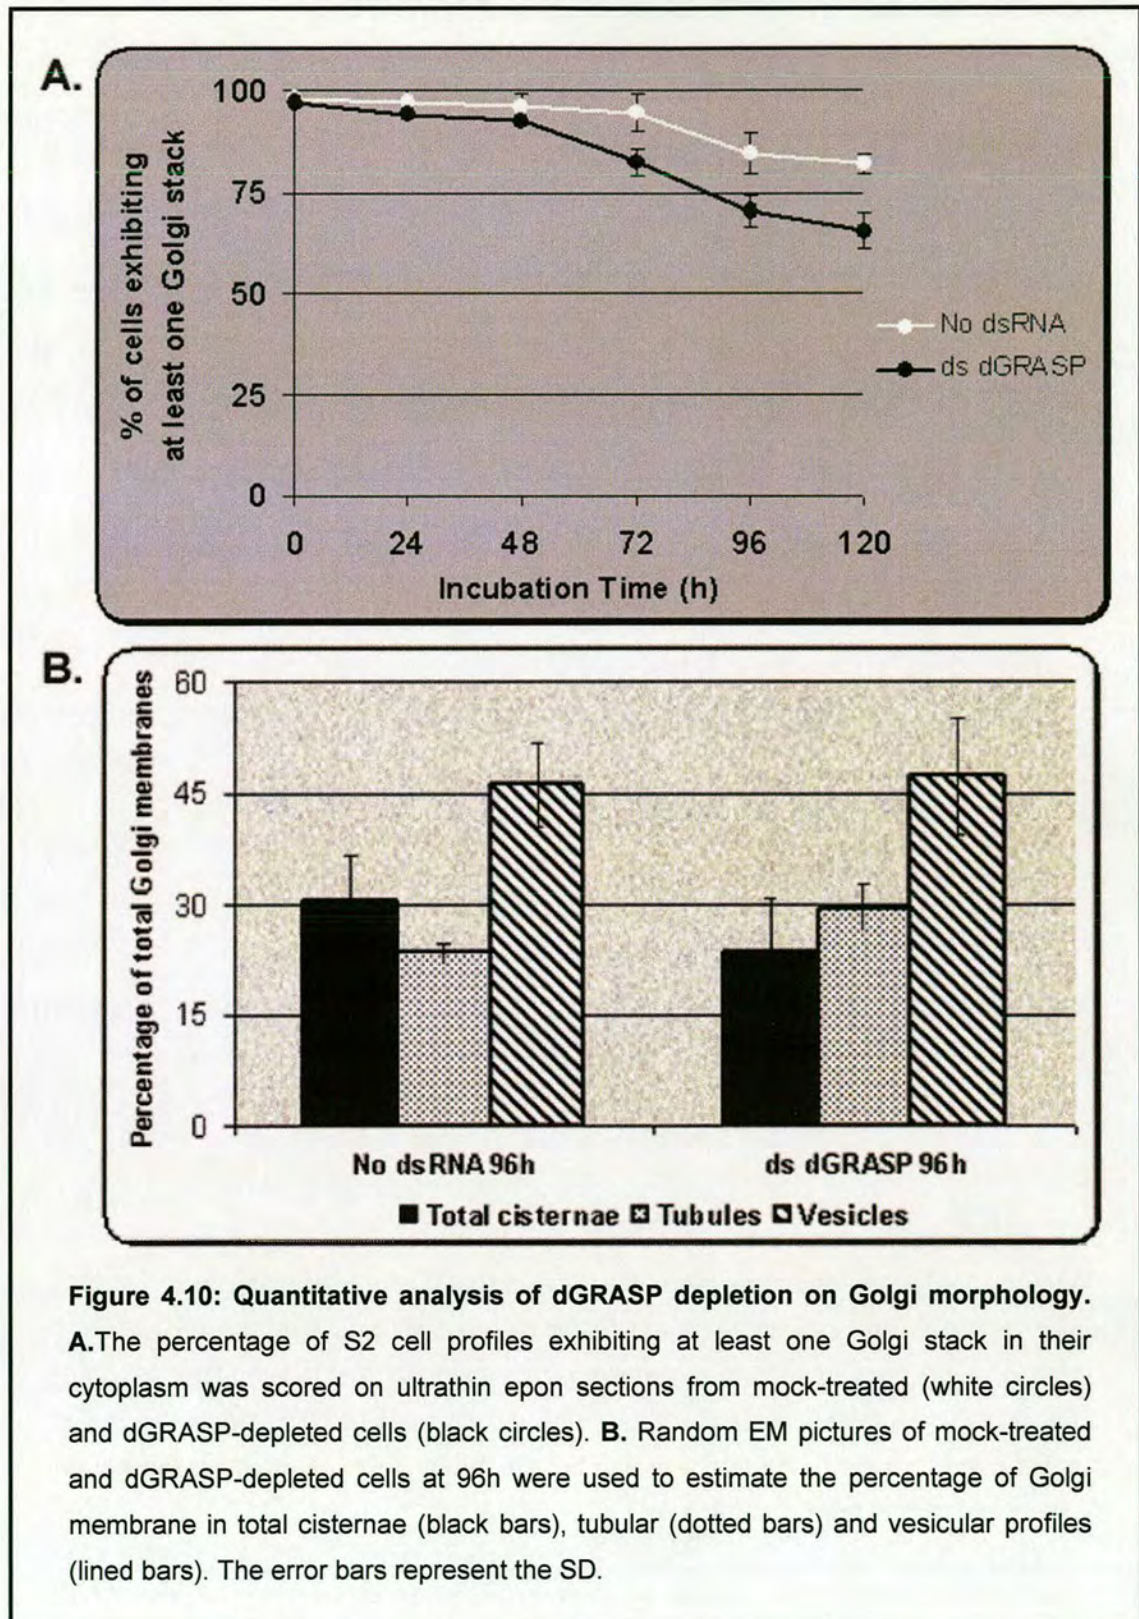 A.
100
75
50
25
0
% of cells exhibiting
at least one Golgi stack
No dsRNA
ds dGRASP
0 24 48 72 96 120
Incubation Time (h)
B.
60
45
30
15
0
Percentage of total Golgi membranes
No dsRNA 96h ds dGRASP 96h
Total cisternae Tubules Vesicles
Figure 4.10: Quantitative analysis of dGRASP depletion on Golgi morphology.
A.The percentage of S2 cell profiles exhibiting at least one Golgi stack in their
cytoplasm was scored on ultrathin epon sections from mock-treated (white circles)
and dGRASP-depleted cells (black circles). B. Random EM pictures of mock-treated
and dGRASP-depleted cells at 96h were used to estimate the percentage of Golgi
membrane in total cisternae (black bars), tubular (dotted bars) and vesicular profiles
(lined bars). The error bars represent the SD.